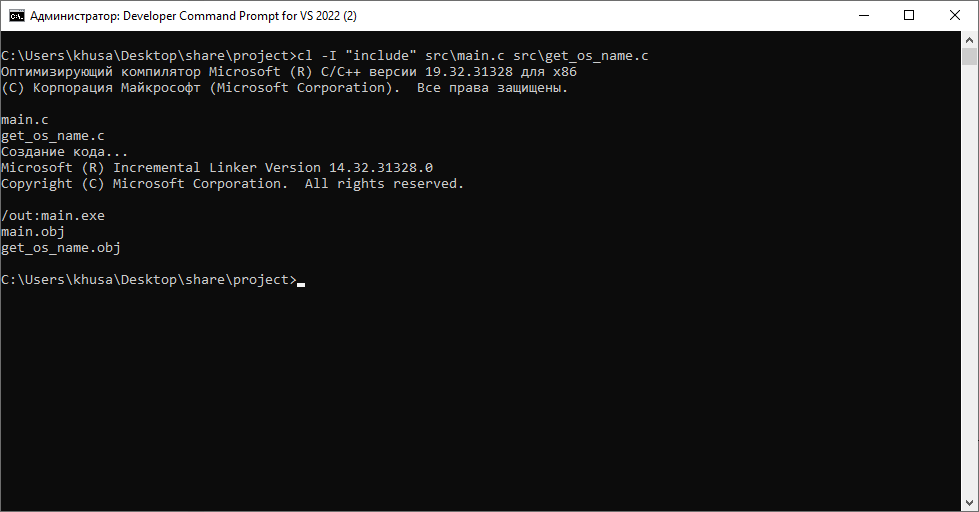 Администратор: Developer Command Prompt for VS 2022 (2)
C:\Users\khusa\Desktop\share\project>cl -I "include" src\main.c src\get_os_name.c
Оптимизирующий компилятор Microsoft (R) C/C++ версии 19.32.31328 для x86
(C) Корпорация Майкрософт (Microsoft Corporation).  Все права защищены.
main.c
get_os_name.c
Создание кода...
Microsoft (R) Incremental Linker Version 14.32.31328.0
Copyright (C) Microsoft Corporation.  All rights reserved.
/out:main.exe
main.obj
get_os_name.obj
C:\Users\khusa\Desktop\share\project>